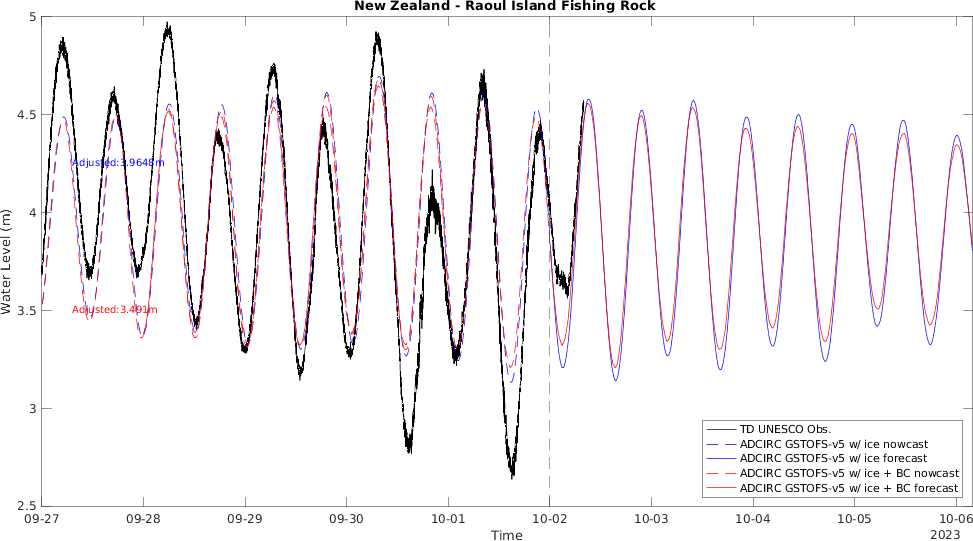 New Zealand - Raoul Island Fishing Rock
5
4.5
4
3.5
3
2.5
Water Level (m)
Adjusted:3.9648m
Adjusted:3.491m
TD UNESCO Obs.
ADCIRC GSTOFS-v5 w/ ice nowcast
ADCIRC GSTOFS-v5 w/ ice forecast
ADCIRC GSTOFS-v5 w/ ice + BC nowcast
ADCIRC GSTOFS-v5 w/ ice + BC forecast
09-27 09-28 09-29 09-30 10-01 10-02 10-03 10-04 10-05 10-06
Time
2023